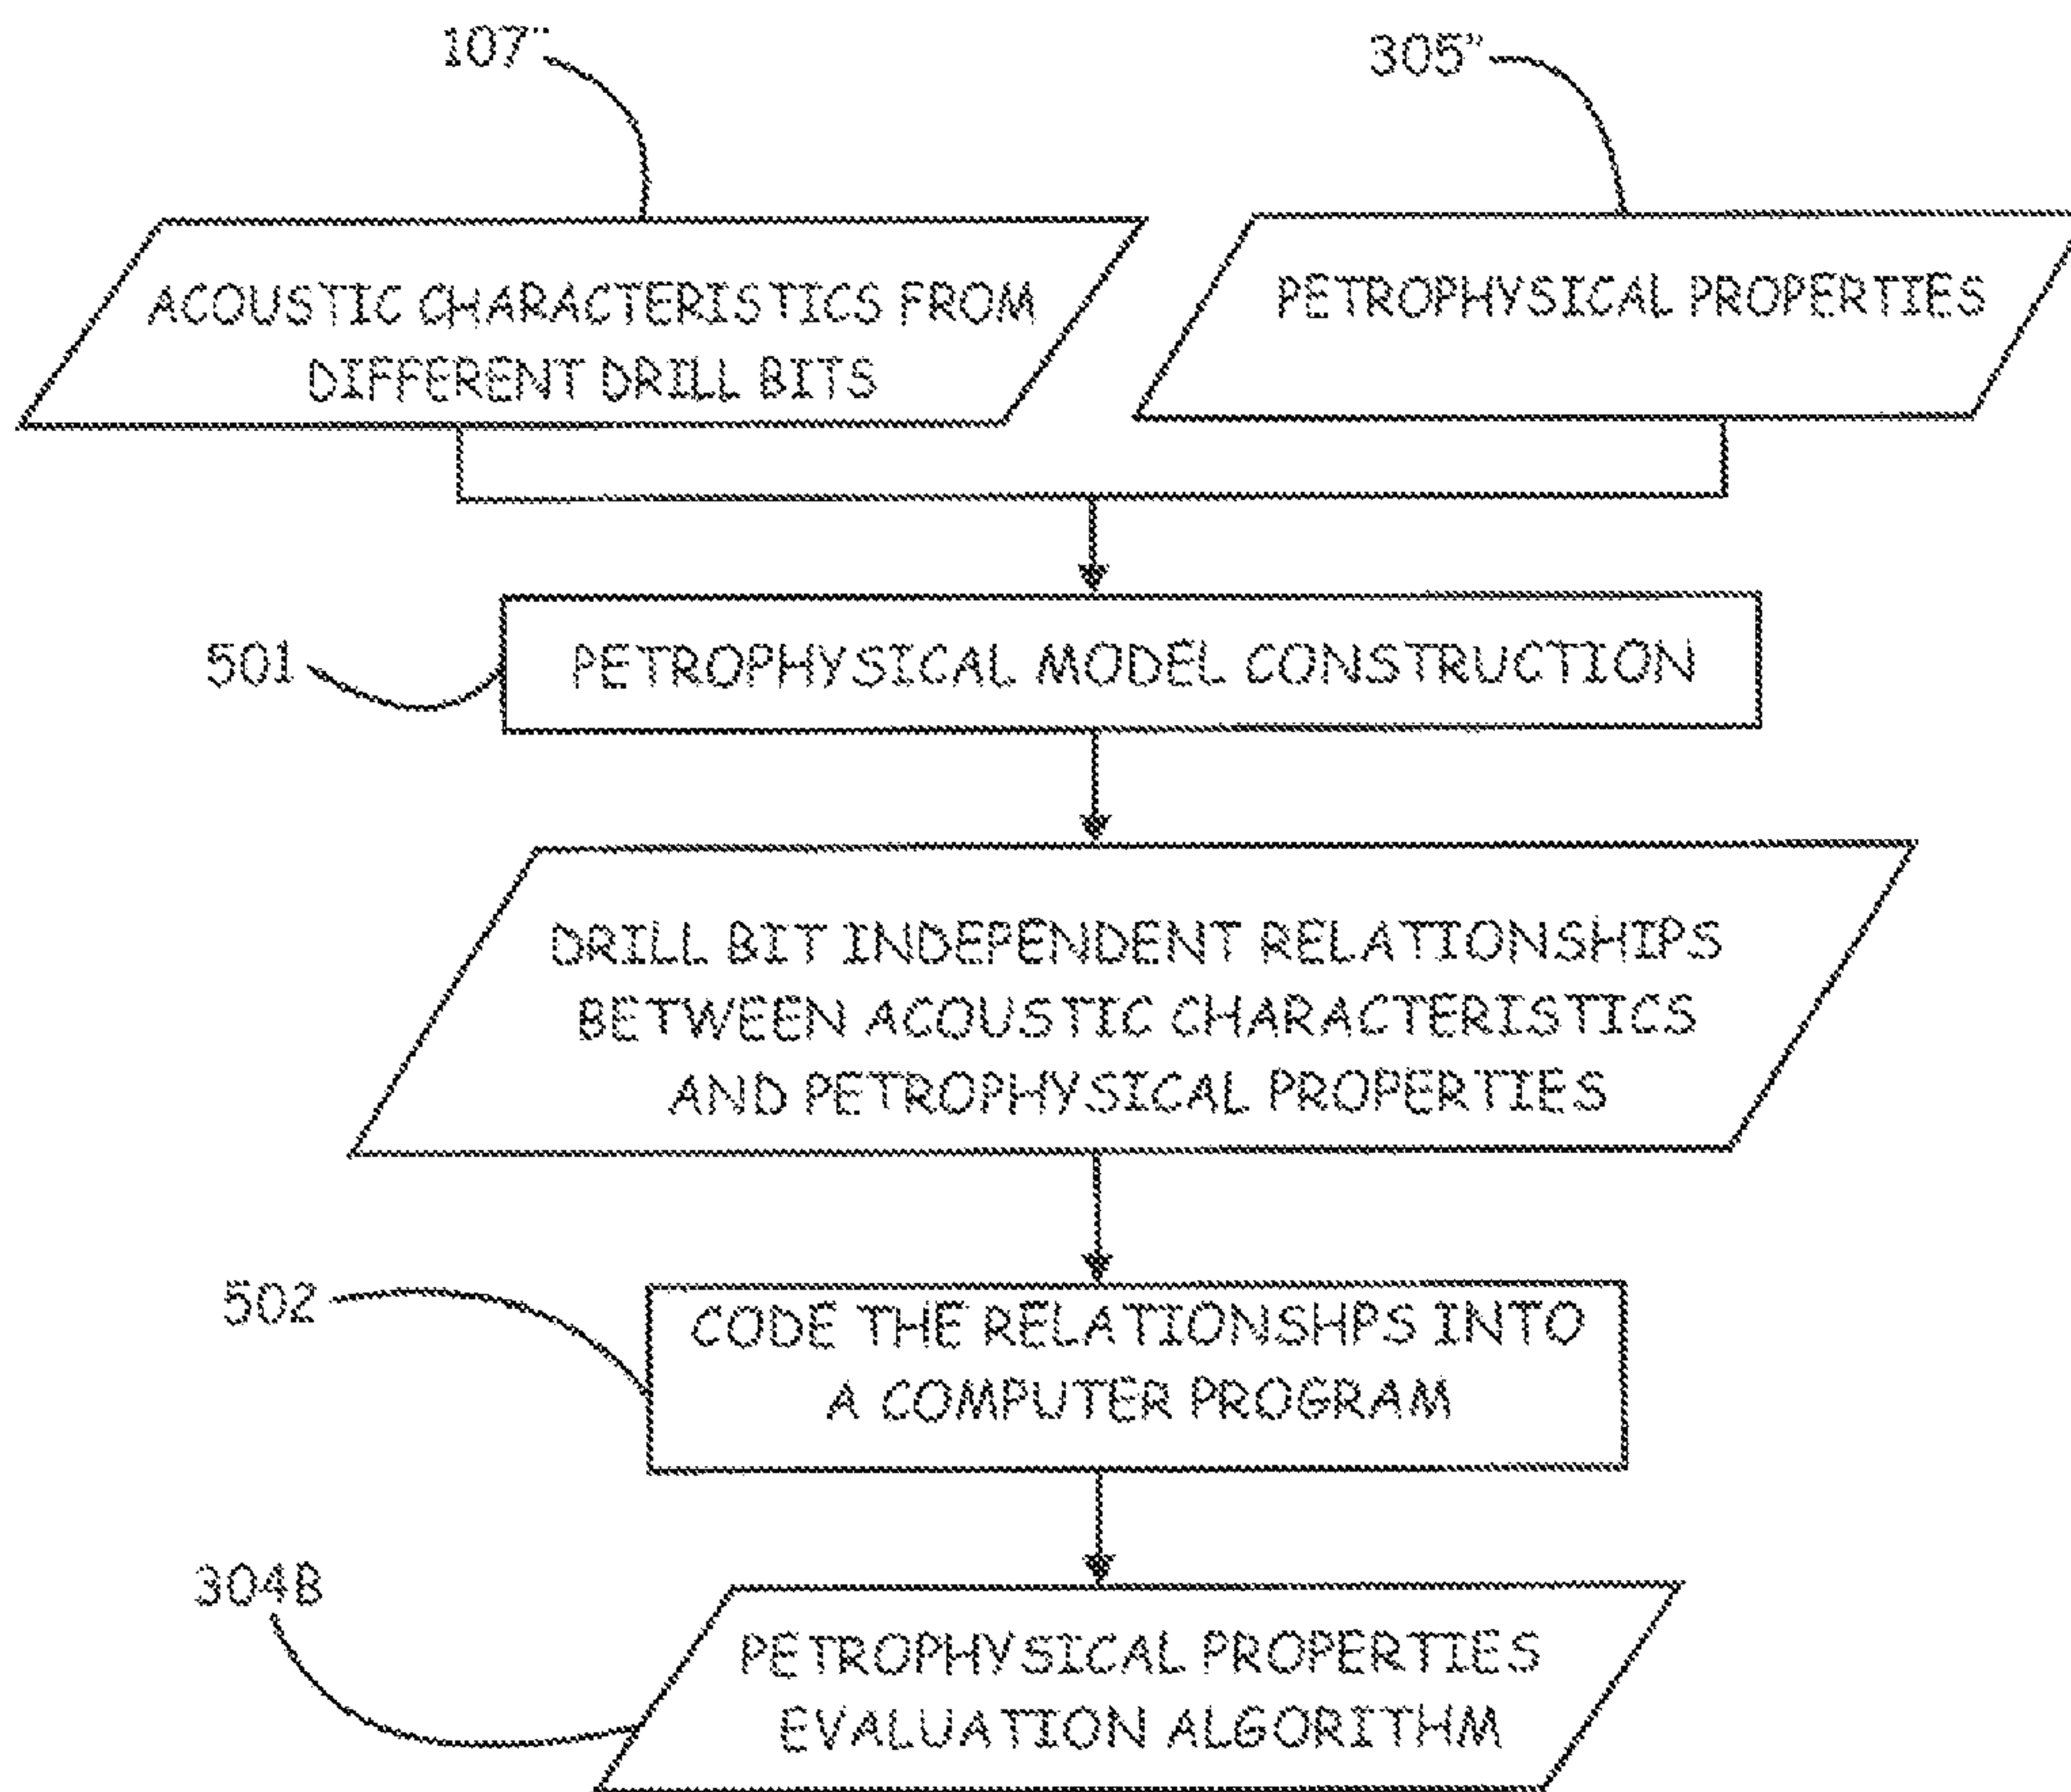 107"
305"
ACOUSTIC CHARACTERISTICS FROM
DIFFERENT DRILL BITS
PETROPHYSICAL PROPERTIES
501
PETROPHYSICAL MODEL CONSTRUCTION
DRILL BIT INDEPENDENT RELATIONSHIPS
BETWEEN ACOUSTIC CHARACTERISTICS
AND PETROPHYSICAL PROPERTIES
502
CODE THE RELATIONSHPS INTO
A COMPUTER PROGRAM
304B
PETROPHYSICAL PROPERTIES
EVALUATION ALGORITHM